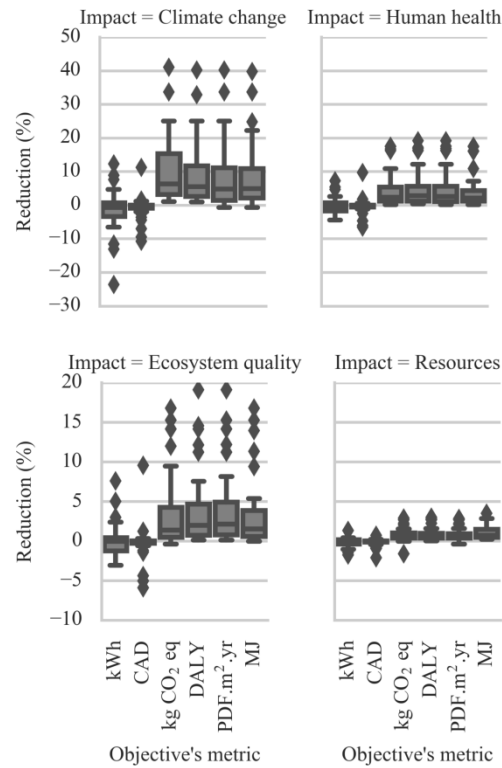 Impact = Climate change
Impact = Human health
50
40
30
20
10
0
−10
−20
−30
Reduction (%)
Impact = Ecosystem quality
Impact = Resources
20
15
10
5
0
−5
−10
Reduction (%)
kWh
CAD
kg CO₂ eq
DALY
PDF.m².yr
MJ
kWh
CAD
kg CO₂ eq
DALY
PDF.m².yr
MJ
Objective's metric
Objective's metric